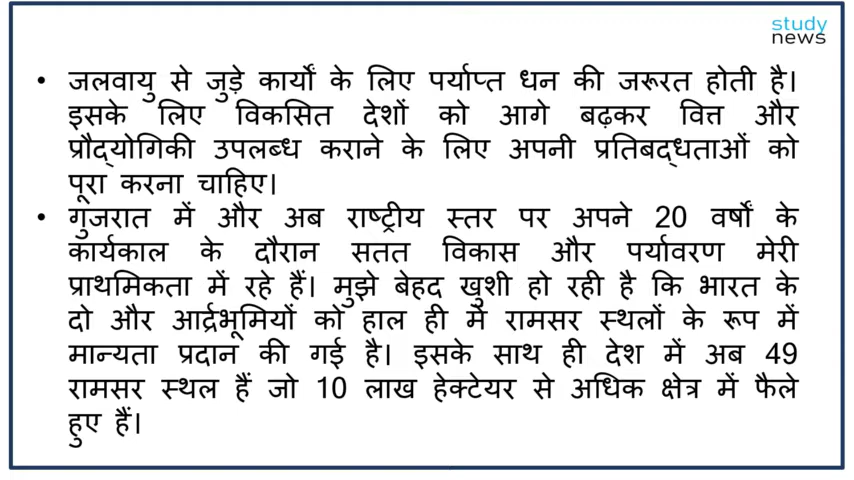 study
news
• जलवायु से जुड़े कार्यों के लिए पर्याप्त धन की जरूरत होती है।
इसके लिए विकसित देशों को आगे बढ़कर वित्त और
प्रौद्योगिकी उपलब्ध कराने के लिए अपनी प्रतिबद्धताओं को
पूरा करना चाहिए।
• गुजरात में और अब राष्ट्रीय स्तर पर अपने 20 वर्षों के
कार्यकाल के दौरान सतत विकास और पर्यावरण मेरी
प्राथमिकता में रहे हैं। मुझे बेहद खुशी हो रही है कि भारत के
दो और आर्द्रभूमियों को हाल ही में रामसर स्थलों के रूप में
मान्यता प्रदान की गई है। इसके साथ ही देश में अब 49
रामसर स्थल हैं जो 10 लाख हेक्टेयर से अधिक क्षेत्र में फैले
हुए हैं।